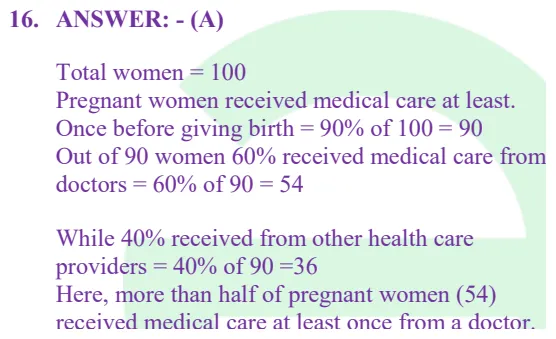 16. ANSWER: - (A)
Total women = 100
Pregnant women received medical care at least.
Once before giving birth = 90% of 100 = 90
Out of 90 women 60% received medical care from
doctors = 60% of 90 = 54
While 40% received from other health care
providers = 40% of 90 =36
Here, more than half of pregnant women (54)
received medical care at least once from a doctor.